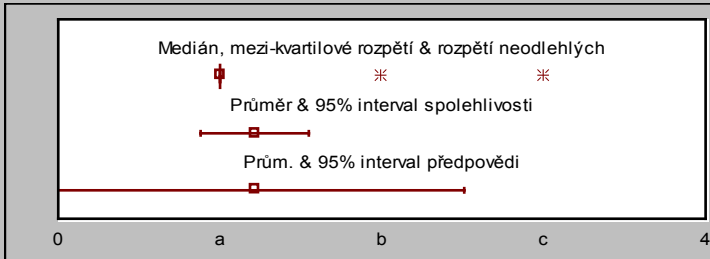 Medián, mezi-kvartilové rozpětí & rozpětí neodlehlých
Průměr & 95% interval spolehlivosti
Prům. & 95% interval předpovědi
0 a b c 4